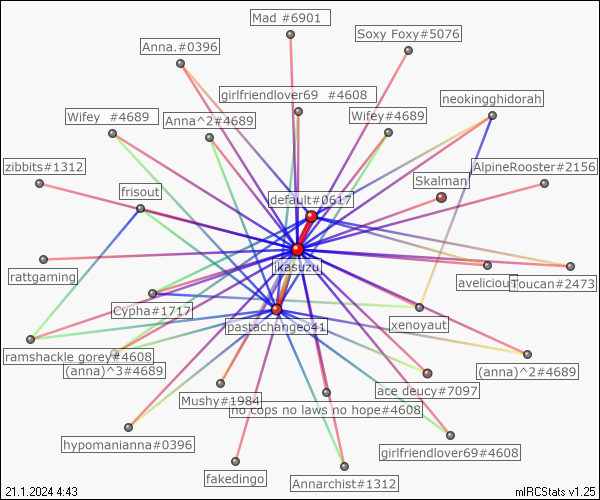 Mad #6901
Soxy Foxy#5076
Anna.#0396
girlfriendlover69 #4608
neokingghidorah
Wifey #4689
Anna^2#4689
Wifey#4689
zibbits#1312
AlpineRooster#2156
frisout
Skalman
default#0617
jikasuzu
rattgaming
avelicious
Toucan#2473
Cypha#1717
pastachangeo41
xenoyaut
ramshackle gorey#4608
(anna)^3#4689
(anna)^2#4689
Mushy#1984
ace deucy#7097
no cops no laws no hope#4608
hypomanianna#0396
girlfriendlover69#4608
fakedingo
Annarchist#1312
21.1.2024 4:43
mIRCStats v1.25